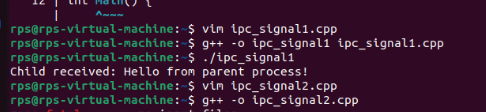 12 | int Math() {
| ^~~~
rps@rps-virtual-machine:~$ vim ipc_signal1.cpp
rps@rps-virtual-machine:~$ g++ -o ipc_signal1 ipc_signal1.cpp
rps@rps-virtual-machine:~$ ./ipc_signal1
Child received: Hello from parent process!
rps@rps-virtual-machine:~$ vim ipc_signal2.cpp
rps@rps-virtual-machine:~$ g++ -o ipc_signal2.cpp